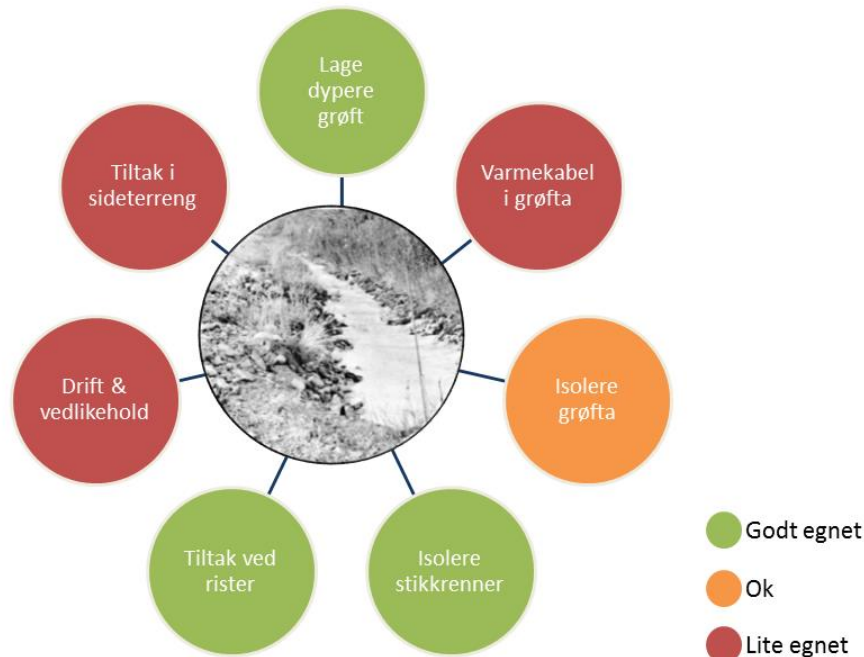 Lage
dypere
grøft
Varmekabel
i grøfta
Isolere
grøfta
Isolere
stikkrenner
Tiltak ved
rister
Drift &
vedlikehold
Tiltak i
sideterreng
Godt egnet
Ok
Lite egnet